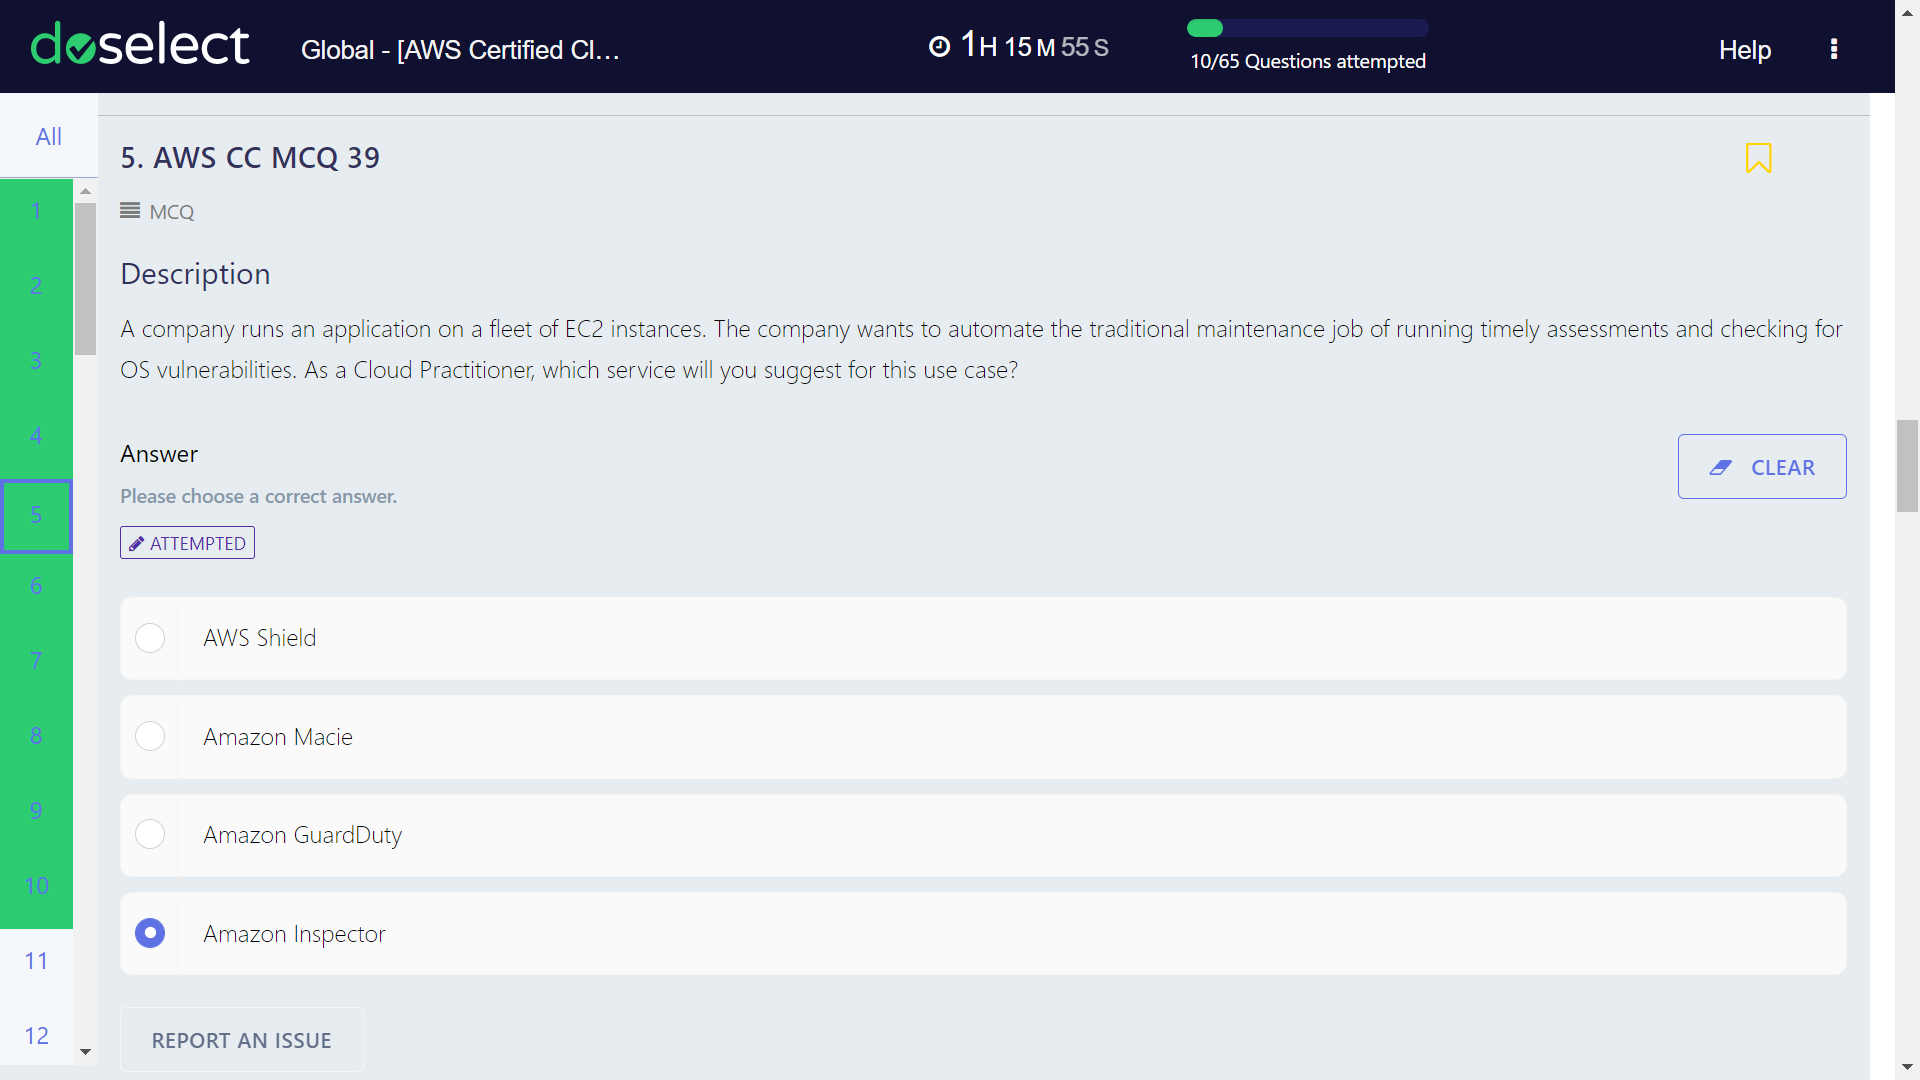 doselect
Global - [AWS Certified Cl...
1H 15M 55S
10/65 Questions attempted
Help
All
1
2
3
4
5
6
7
8
9
10
11
12
5. AWS CC MCQ 39
MCQ
Description
A company runs an application on a fleet of EC2 instances. The company wants to automate the traditional maintenance job of running timely assessments and checking for
OS vulnerabilities. As a Cloud Practitioner, which service will you suggest for this use case?
Answer
CLEAR
Please choose a correct answer.
ATTEMPTED
AWS Shield
Amazon Macie
Amazon GuardDuty
Amazon Inspector
REPORT AN ISSUE